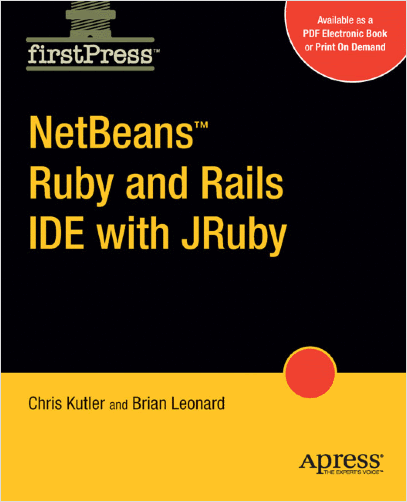 firstPress™
Available as a
PDF Electronic Book
or Print On Demand
NetBeans™
Ruby and Rails
IDE with JRuby
Chris Kutler and Brian Leonard
Apress®
THE EXPERT'S VOICE™